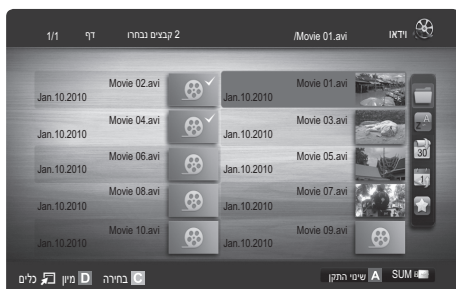 וידאו /Movie 01.avi 2 קבצים נבחרו דף 1/1
Movie 01.avi Movie 02.avi
Jan.10.2010 Jan.10.2010
Movie 03.avi Movie 04.avi
Jan.10.2010 Jan.10.2010
Movie 05.avi Movie 06.avi
Jan.10.2010 Jan.10.2010
Movie 07.avi Movie 08.avi
Jan.10.2010 Jan.10.2010
Movie 09.avi Movie 10.avi
Jan.10.2010 Jan.10.2010
A
30
1
SUM A שינוי התקן C בחירה D מיון כלים